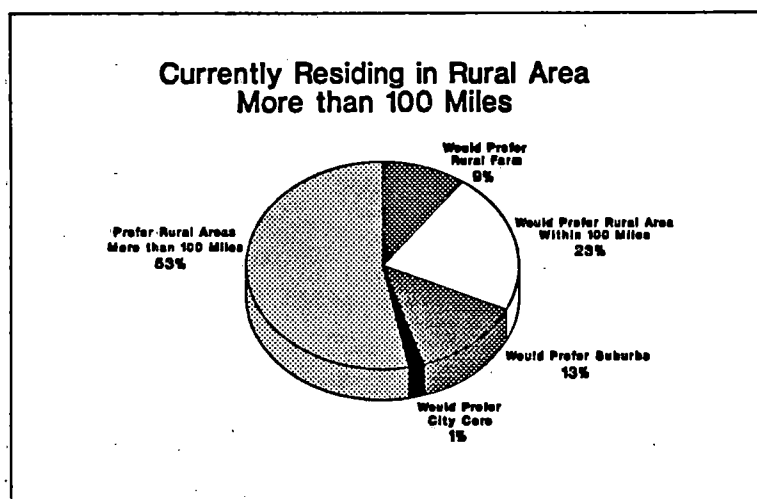 Currently Residing in Rural Area
More than 100 Miles
Would Prefer
Rural Farm
9%
Would Prefer Rural Area
Within 100 Miles
23%
Prefer Rural Areas
More than 100 Miles
53%
Would Prefer Suburbs
13%
Would Prefer
City Core
1%